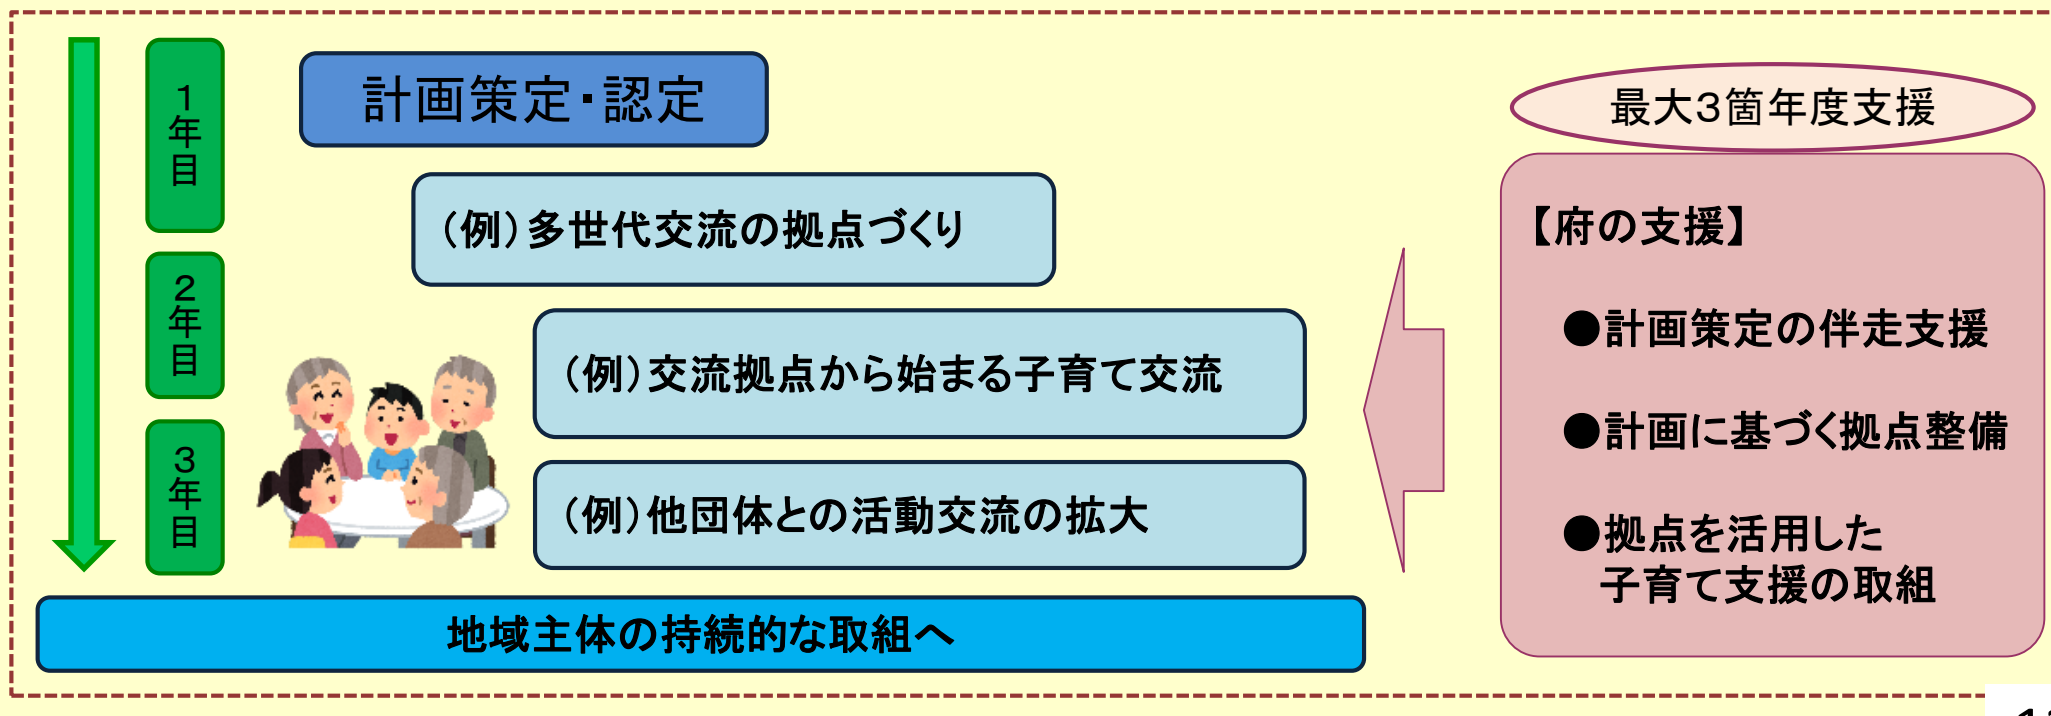 1年目
計画策定・認定
(例)多世代交流の拠点づくり
2年目
(例)交流拠点から始まる子育て交流
3年目
(例)他団体との活動交流の拡大
地域主体の持続的な取組へ
最大3箇年度支援
【府の支援】
●計画策定の伴走支援
●計画に基づく拠点整備
●拠点を活用した
子育て支援の取組